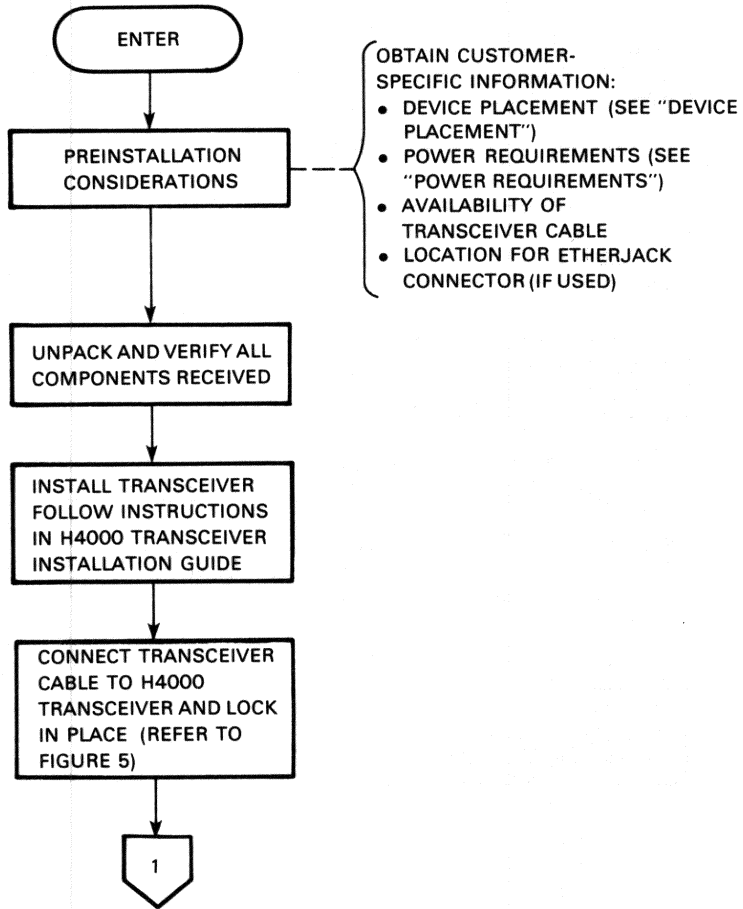 ENTER
PREINSTALLATION
CONSIDERATIONS
OBTAIN CUSTOMER-
SPECIFIC INFORMATION:
• DEVICE PLACEMENT (SEE "DEVICE
PLACEMENT")
• POWER REQUIREMENTS (SEE
"POWER REQUIREMENTS")
• AVAILABILITY OF
TRANSCEIVER CABLE
• LOCATION FOR ETHERJACK
CONNECTOR (IF USED)
UNPACK AND VERIFY ALL
COMPONENTS RECEIVED
INSTALL TRANSCEIVER
FOLLOW INSTRUCTIONS
IN H4000 TRANSCEIVER
INSTALLATION GUIDE
CONNECT TRANSCEIVER
CABLE TO H4000
TRANSCEIVER AND LOCK
IN PLACE (REFER TO
FIGURE 5)
1